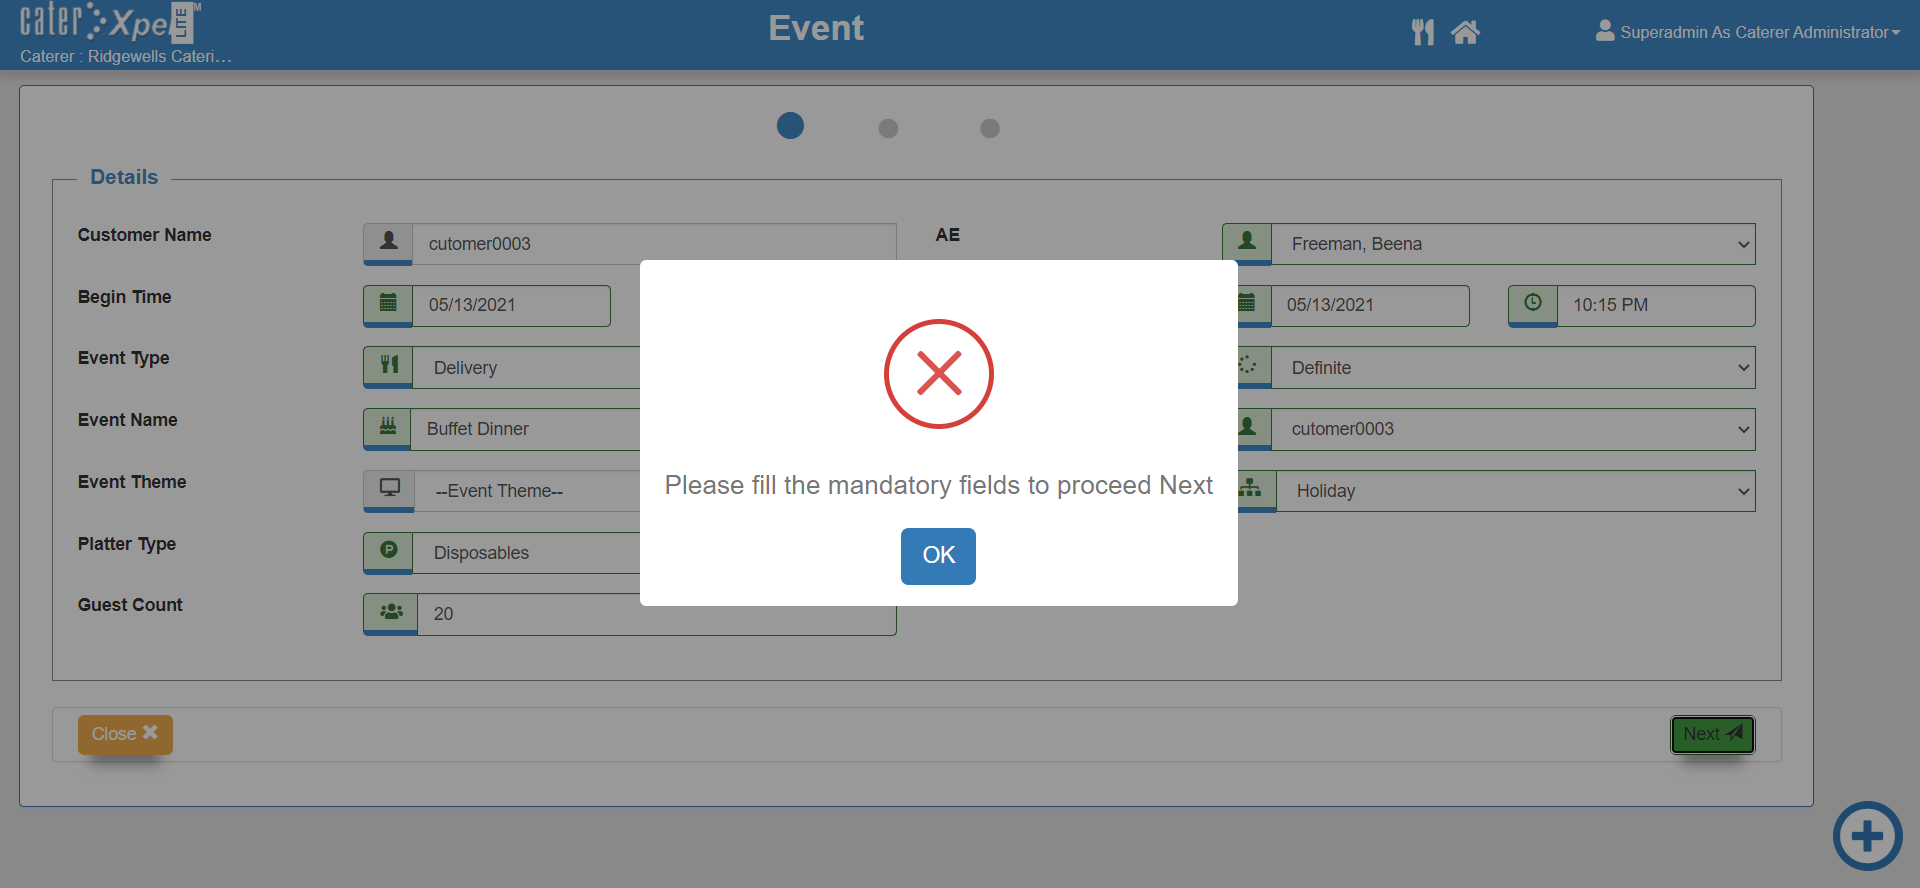 cater Xpert LITE TM
Event
Superadmin As Caterer Administrator
Caterer : Ridgewells Cateri...
Details
Customer Name
cutomer0003
AE
Freeman, Beena
Begin Time
05/13/2021
05/13/2021
10:15 PM
Event Type
Delivery
Definite
Event Name
Buffet Dinner
cutomer0003
Event Theme
--Event Theme--
Holiday
Platter Type
Disposables
Guest Count
20
Please fill the mandatory fields to proceed Next
OK
Close
Next